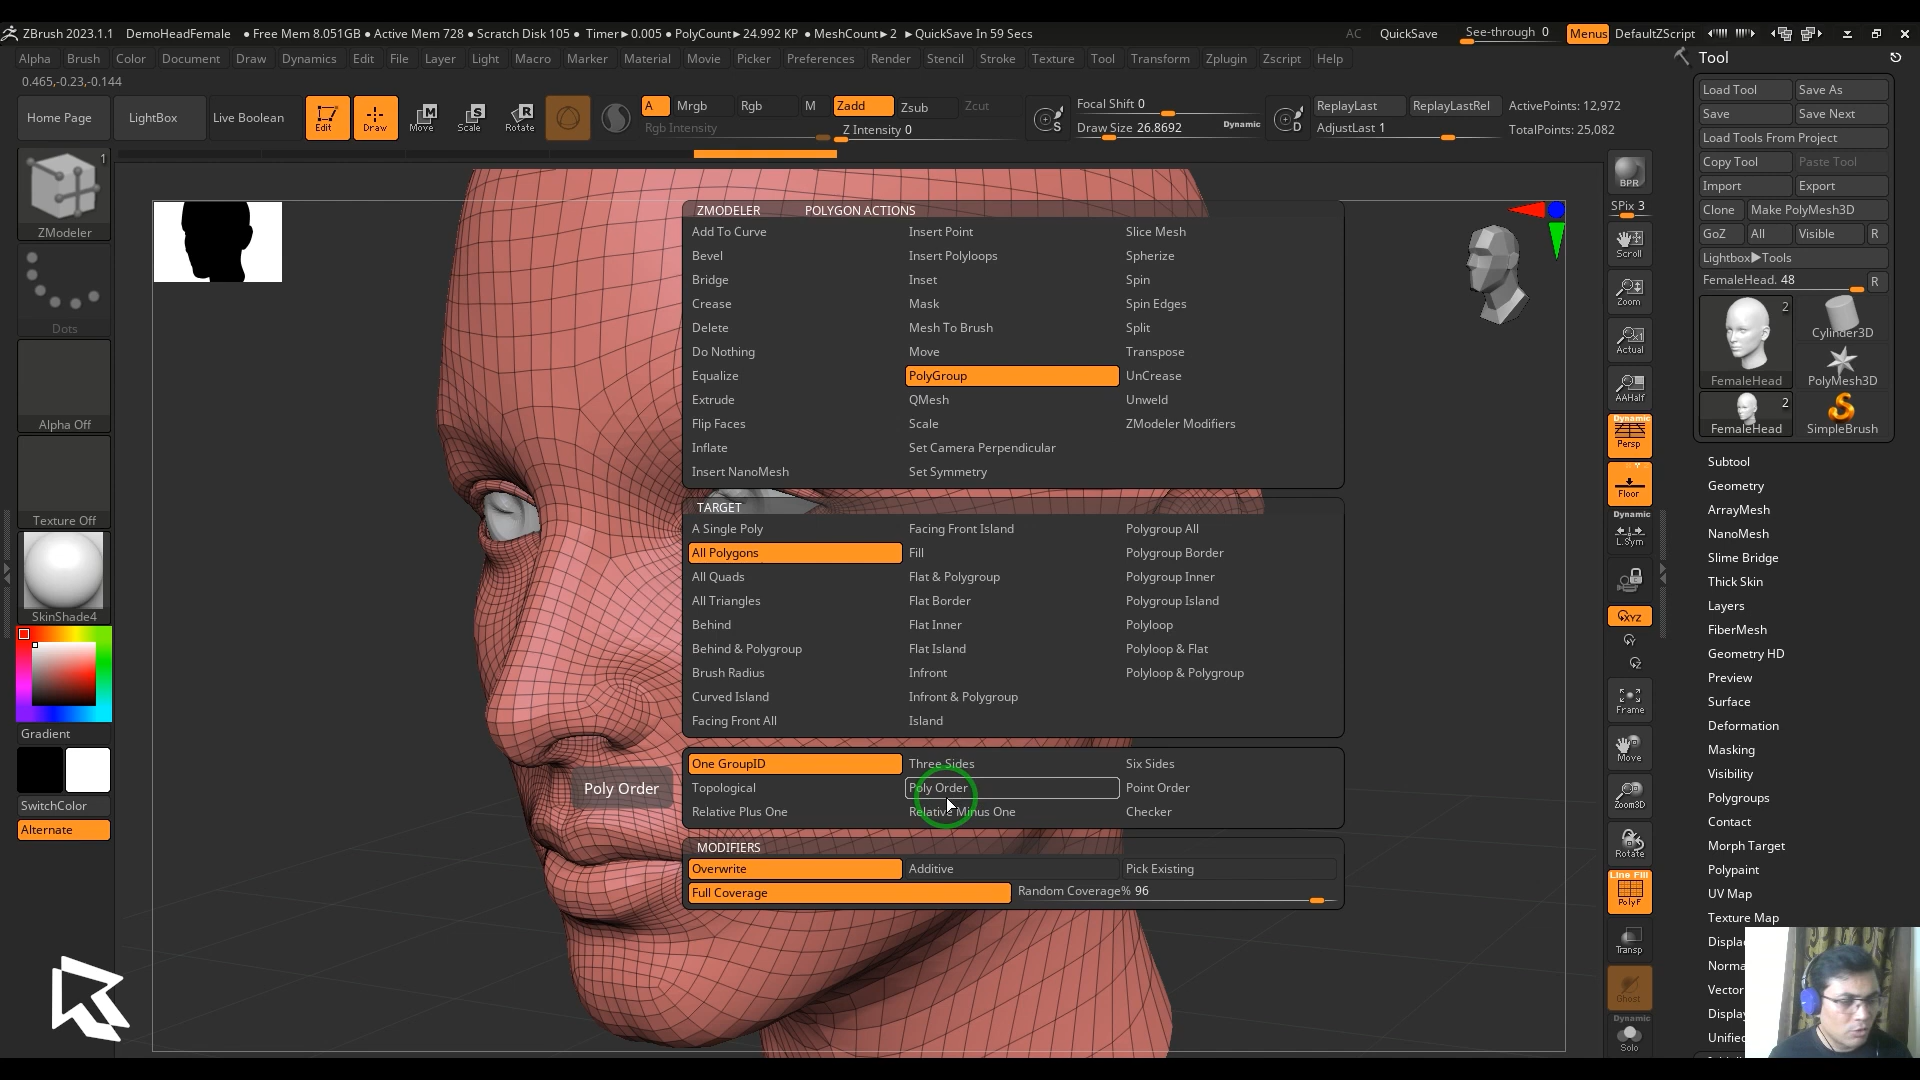 ZBrush 2023.1.1 DemoHeadFemale • Free Mem 8.051GB • Active Mem 728 • Scratch Disk 105 • Timer▸0.005 • PolyCount▸24.992 KP • MeshCount▸2 ▸QuickSave In 59 Secs AC QuickSave See-through 0 Menus DefaultZScript
Alpha Brush Color Document Draw Dynamics Edit File Layer Light Macro Marker Material Movie Picker Preferences Render Stencil Stroke Texture Tool Transform Zplugin Zscript Help
Tool
0.465,-0.23,-0.144
Home Page LightBox Live Boolean Edit Draw Move Scale Rotate
A Mrgb Rgb M Zadd Zsub Zcut
Rgb Intensity Z Intensity 0
S Focal Shift 0
Draw Size 26.8692 Dynamic
D ReplayLast ReplayLastRel ActivePoints: 12,972
AdjustLast 1 TotalPoints: 25,082
1
ZModeler
Dots
Alpha Off
Texture Off
SkinShade4
Gradient
SwitchColor
Alternate
ZMODELER POLYGON ACTIONS
Add To Curve Insert Point Slice Mesh
Bevel Insert Polyloops Spherize
Bridge Inset Spin
Crease Mask Spin Edges
Delete Mesh To Brush Split
Do Nothing Move Transpose
Equalize PolyGroup UnCrease
Extrude QMesh Unweld
Flip Faces Scale ZModeler Modifiers
Inflate Set Camera Perpendicular
Insert NanoMesh Set Symmetry
TARGET
A Single Poly Facing Front Island Polygroup All
All Polygons Fill Polygroup Border
All Quads Flat & Polygroup Polygroup Inner
All Triangles Flat Border Polygroup Island
Behind Flat Inner Polyloop
Behind & Polygroup Flat Island Polyloop & Flat
Brush Radius Infront Polyloop & Polygroup
Curved Island Infront & Polygroup
Facing Front All Island
One GroupID Three Sides Six Sides
Topological Poly Order Point Order
Relative Plus One Relative Minus One Checker
Poly Order
MODIFIERS
Overwrite Additive Pick Existing
Full Coverage Random Coverage% 96
BPR
SPix 3
Scroll
Zoom
Actual
AAHalf
Dynamic
Persp
Floor
Dynamic
L.Sym
XYZ
Y
Z
Frame
Move
Zoom3D
Rotate
Line Fill
PolyF
Transp
Ghost
Dynamic
Solo
Load Tool Save As
Save Save Next
Load Tools From Project
Copy Tool Paste Tool
Import Export
Clone Make PolyMesh3D
GoZ All Visible R
Lightbox▸Tools
FemaleHead. 48 R
2
FemaleHead
Cylinder3D
PolyMesh3D
2
FemaleHead
SimpleBrush
Subtool
Geometry
ArrayMesh
NanoMesh
Slime Bridge
Thick Skin
Layers
FiberMesh
Geometry HD
Preview
Surface
Deformation
Masking
Visibility
Polygroups
Contact
Morph Target
Polypaint
UV Map
Texture Map
Displa
Norma
Vector
Display
Unified